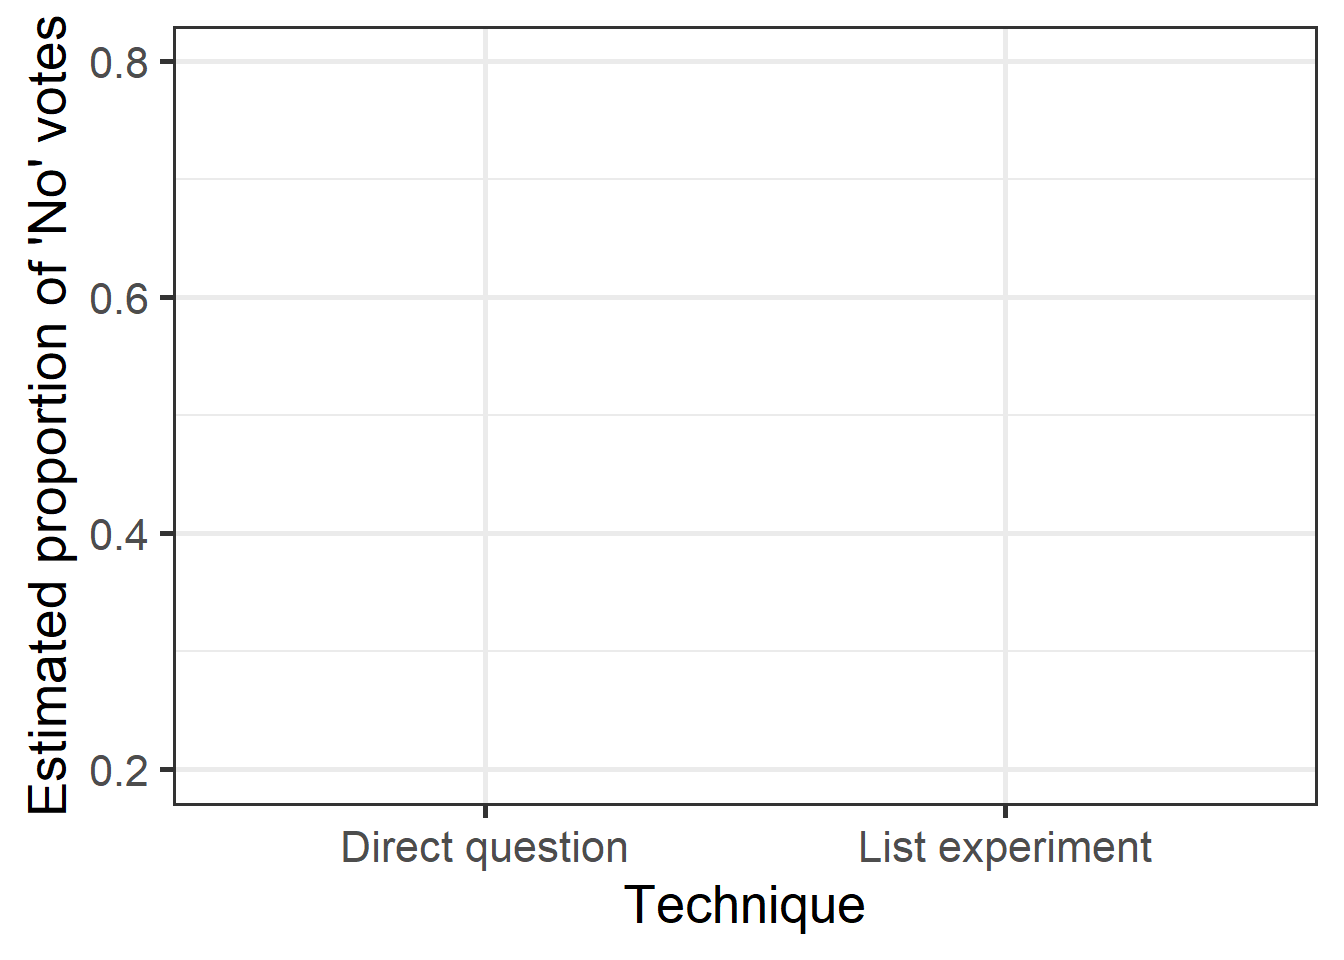 Estimated proportion of 'No' votes
0.8
0.6
0.4
0.2
Direct question
List experiment
Technique